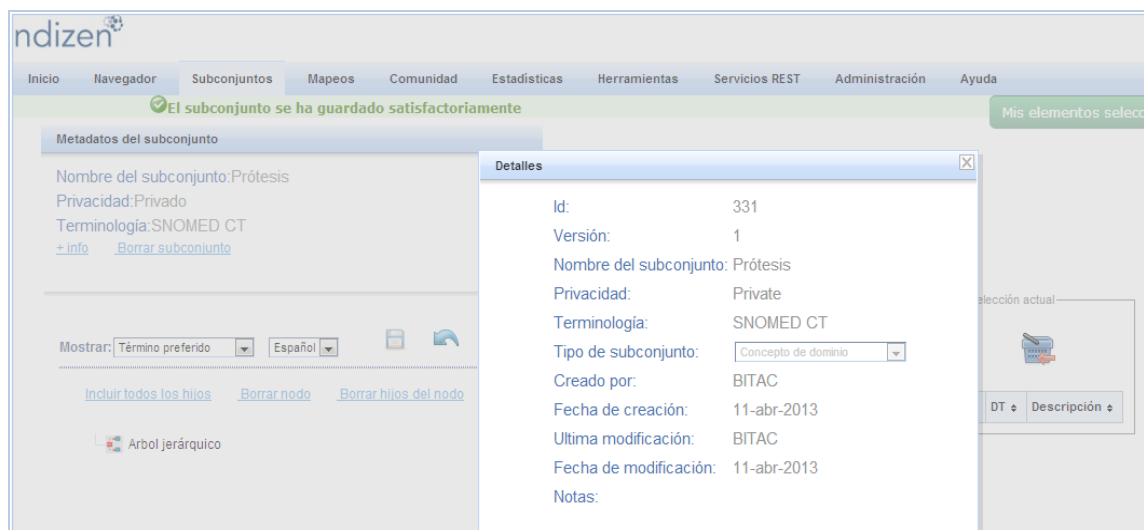 ndizen
Inicio Navegador Subconjuntos Mapeos Comunidad Estadísticas Herramientas Servicios REST Administración Ayuda
El subconjunto se ha guardado satisfactoriamente
Mis elementos selecc
Metadatos del subconjunto
Nombre del subconjunto:Prótesis
Privacidad:Privado
Terminología:SNOMED CT
+ info Borrar subconjunto
Mostrar: Término preferido Español
Incluir todos los hijos Borrar nodo Borrar hijos del nodo
Arbol jerárquico
Detalles
Id: 331
Versión: 1
Nombre del subconjunto: Prótesis
Privacidad: Private
Terminología: SNOMED CT
Tipo de subconjunto: Concepto de dominio
Creado por: BITAC
Fecha de creación: 11-abr-2013
Ultima modificación: BITAC
Fecha de modificación: 11-abr-2013
Notas:
elección actual
DT Descripción